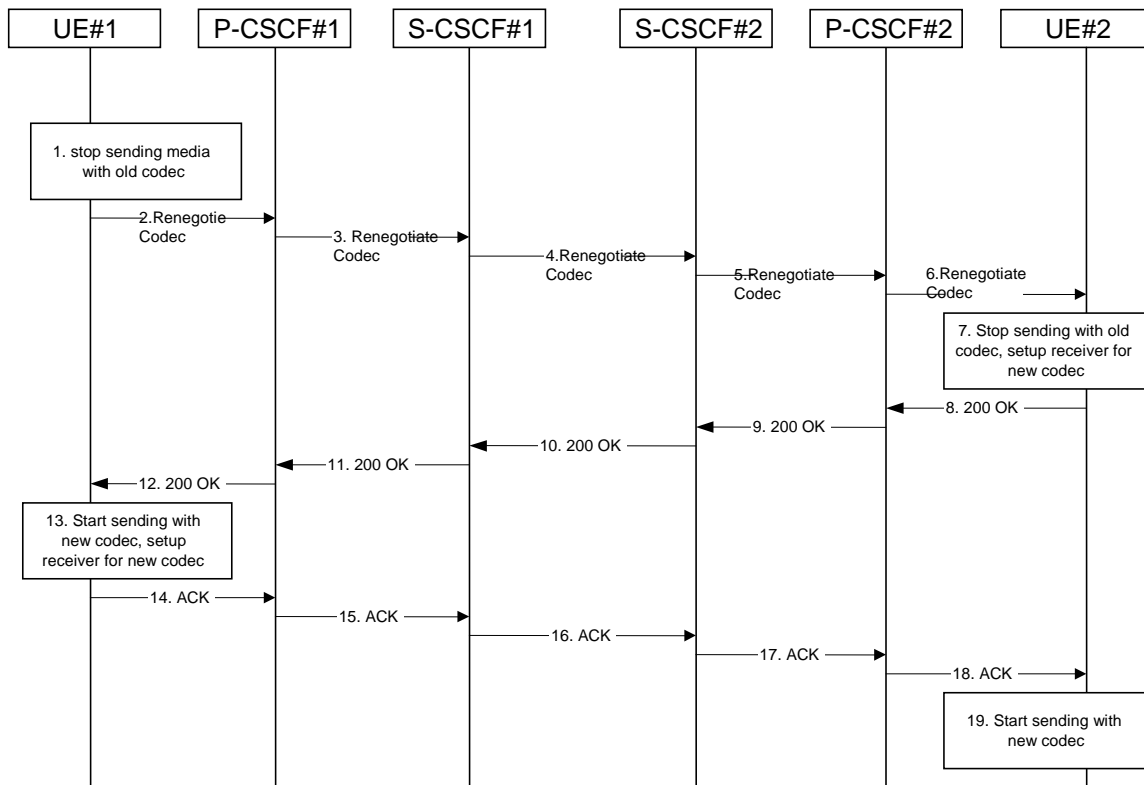 UE#1
P-CSCF#1
S-CSCF#1
S-CSCF#2
P-CSCF#2
UE#2
1. stop sending media
with old codec
2.Renegotie
Codec
3. Renegotiate
Codec
4.Renegotiate
Codec
5.Renegotiate
Codec
6.Renegotiate
Codec
7. Stop sending with old
codec, setup receiver for
new codec
8. 200 OK
9. 200 OK
10. 200 OK
11. 200 OK
12. 200 OK
13. Start sending with
new codec, setup
receiver for new codec
14. ACK
15. ACK
16. ACK
17. ACK
18. ACK
19. Start sending with
new codec